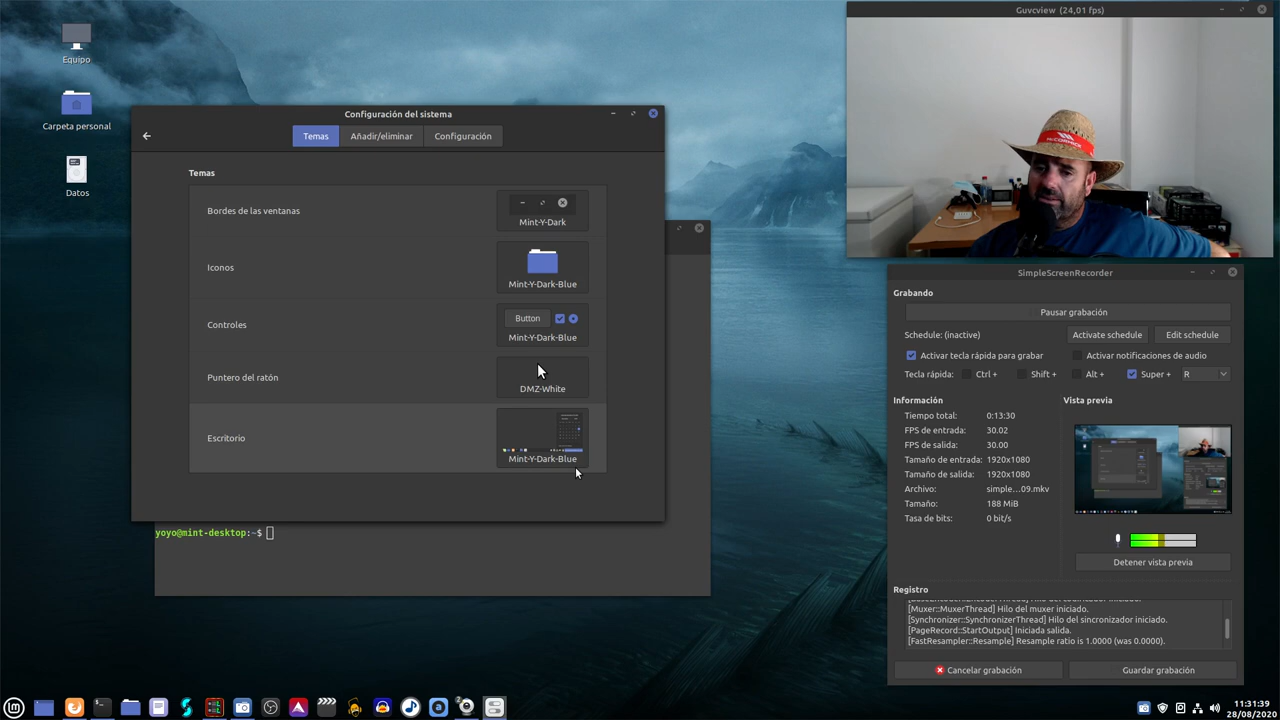 Equipo
Carpeta personal
Datos
Configuración del sistema
Temas
Añadir/eliminar
Configuración
Temas
Bordes de las ventanas
Mint-Y-Dark
Iconos
Mint-Y-Dark-Blue
Controles
Button
Mint-Y-Dark-Blue
Puntero del ratón
DMZ-White
Escritorio
Mint-Y-Dark-Blue
yoyo@mint-desktop:~$
Guvcview (24,01 fps)
McCORMICK
SimpleScreenRecorder
Grabando
Pausar grabación
Schedule: (inactive)
Activate schedule
Edit schedule
Activar tecla rápida para grabar
Activar notificaciones de audio
Tecla rápida:
Ctrl +
Shift +
Alt +
Super +
R
Información
Tiempo total: 0:13:30
FPS de entrada: 30.02
FPS de salida: 30.00
Tamaño de entrada: 1920x1080
Tamaño de salida: 1920x1080
Archivo: simple...09.mkv
Tamaño: 188 MiB
Tasa de bits: 0 bit/s
Vista previa
Detener vista previa
Registro
[Muxer::MuxerThread] Hilo del muxer iniciado.
[Synchronizer::SynchronizerThread] Hilo del sincronizador iniciado.
[PageRecord::StartOutput] Iniciada salida.
[FastResampler::Resample] Resample ratio is 1.0000 (was 0.0000).
Cancelar grabación
Guardar grabación
11:31:39
28/08/2020